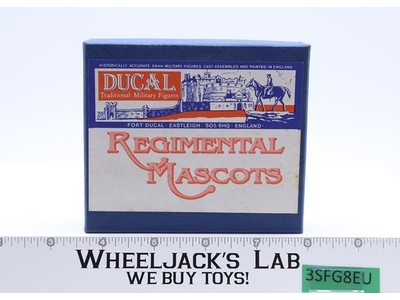 HISTORICALLY ACCURATE 54mm MILITARY FIGURES CAST ASSEMBLED AND PAINTED IN ENGLAND
DUCAL
Traditional Military Figures
FORT DUCAL · EASTLEIGH · SO5 6HQ · ENGLAND
REGIMENTAL
MASCOTS
WHEELJACK'S LAB
WE BUY TOYS!
3SFG8EU